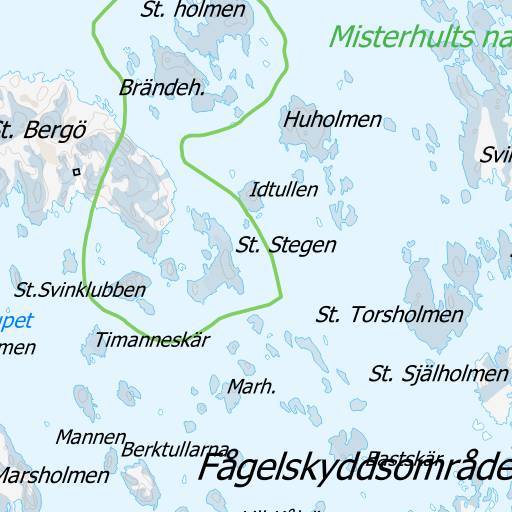 St. holmen
Misterhults na
Brändeh.
Huholmen
St. Bergö
Svin
Idtullen
St. Stegen
St.Svinklubben
St. Torsholmen
Timanneskär
men
St. Själholmen
Marh.
Mannen
Berktullarna
Fågelskyddsområde
Bastskär
Marsholmen